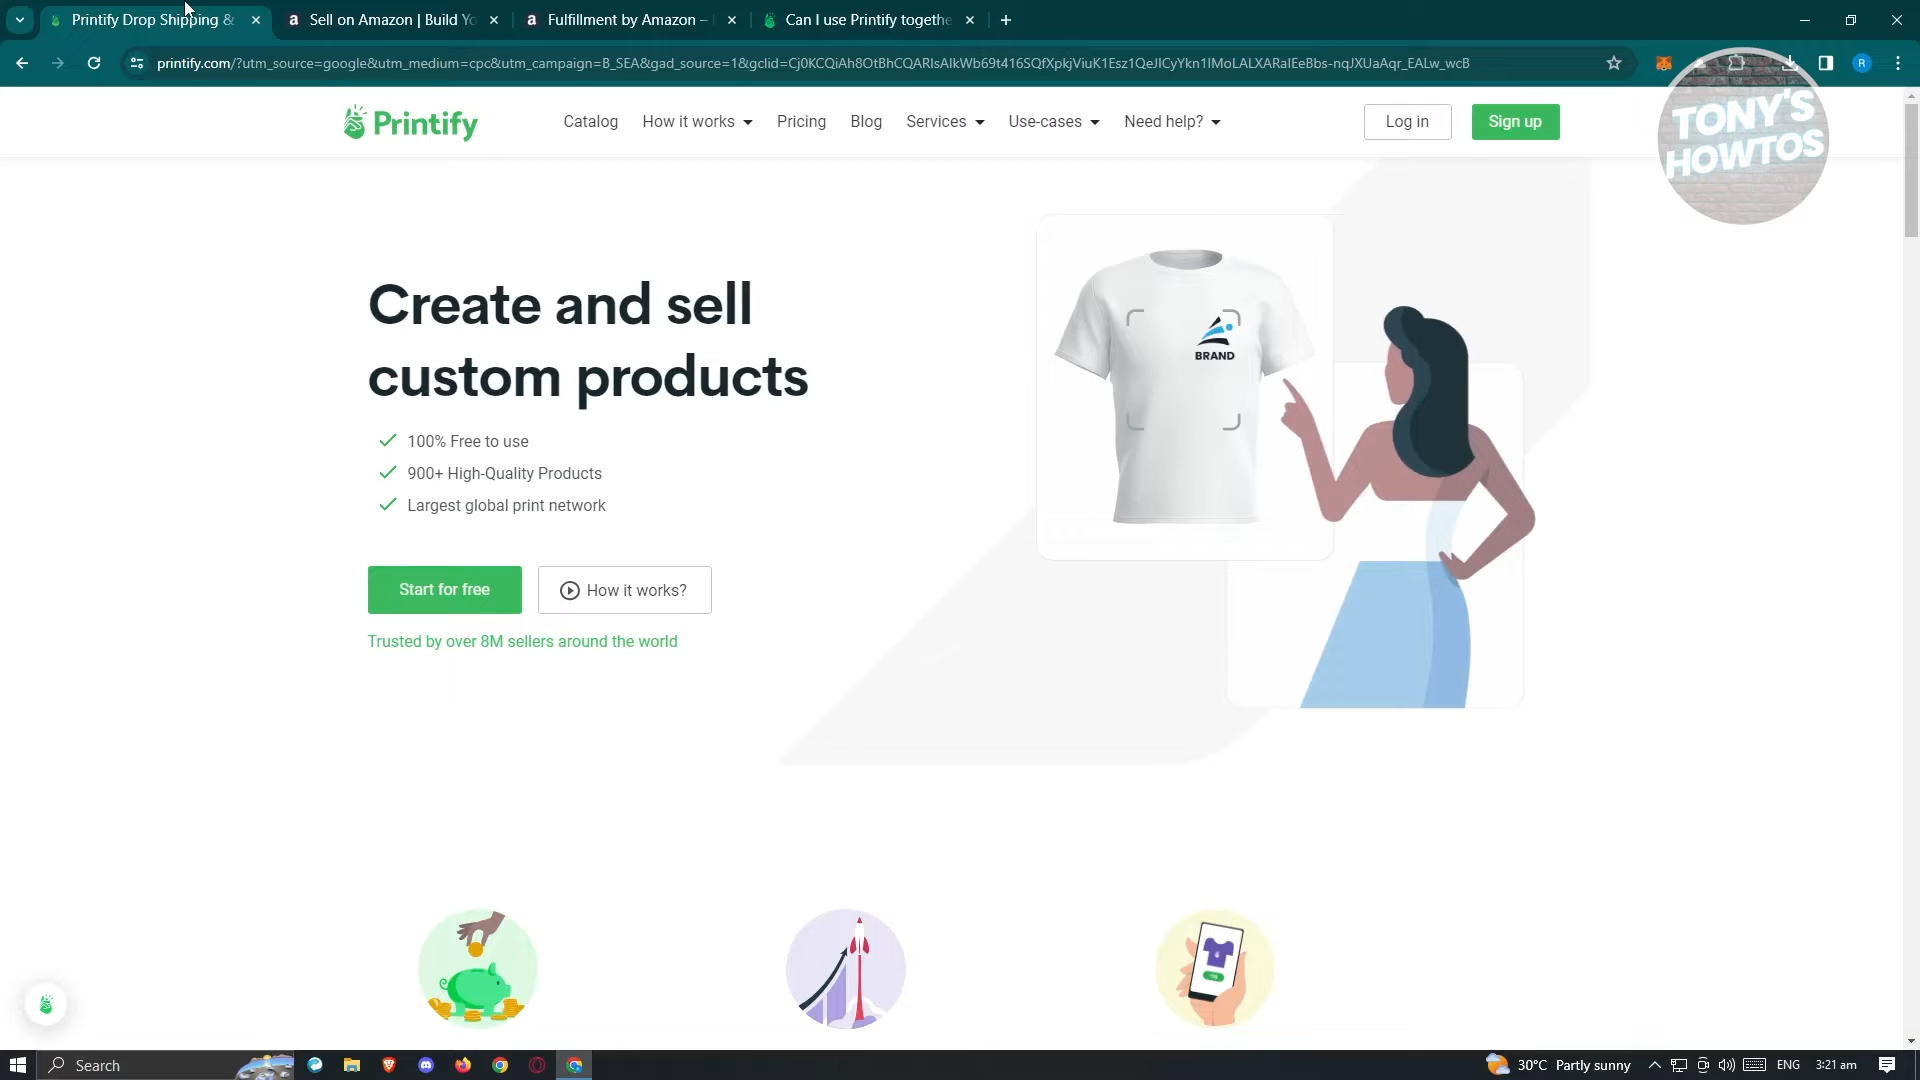 Printify Drop Shipping &
Sell on Amazon | Build Yo
Fulfillment by Amazon –
Can I use Printify togethe
printify.com/?utm_source=google&utm_medium=cpc&utm_campaign=B_SEA&gad_source=1&gclid=Cj0KCQiAh8OtBhCQARIsAIkWb69t416SQfXpkjViuK1Esz1QeJICyYkn1IMoLALXARaIEeBbs-nqJXUaAqr_EALw_wcB
R
Printify
Catalog
How it works
Pricing
Blog
Services
Use-cases
Need help?
Log in
Sign up
TONY'S
HOWTOS
Create and sell
custom products
BRAND
100% Free to use
900+ High-Quality Products
Largest global print network
Start for free
How it works?
Trusted by over 8M sellers around the world
Search
30°C Partly sunny
ENG
3:21 am